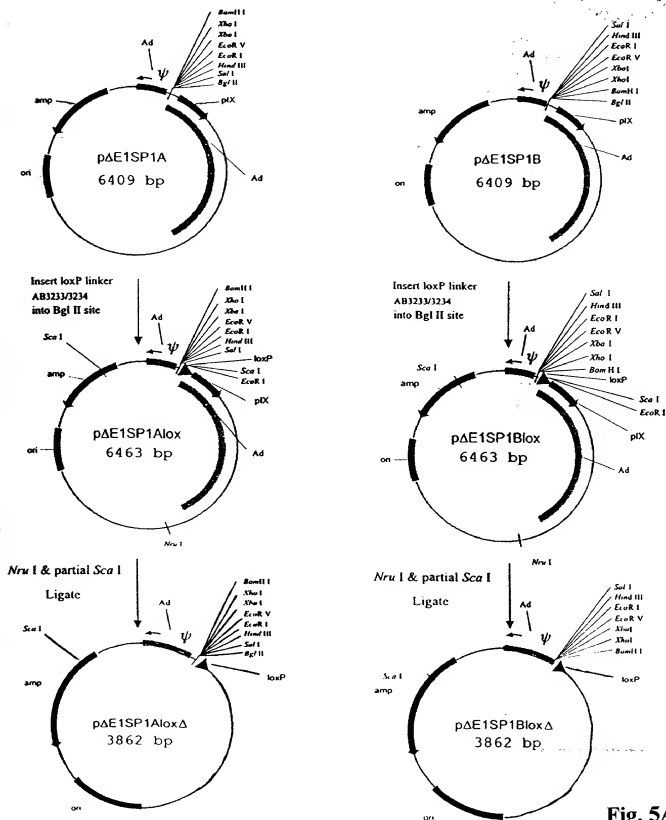 BamH I
Xho I
Xba I
EcoR V
EcoR I
Hind III
Sal I
Bgl II
Ad
ψ
amp
pIX
ori
pΔE1SP1A
6409 bp
Ad
Sal I
Hind III
EcoR I
EcoR V
XbaI
XhoI
BamH I
Bgl II
Ad
ψ
amp
pIX
ori
pΔE1SP1B
6409 bp
Ad
Insert loxP linker
AB3233/3234
into Bgl II site
BamH I
Xho I
Xba I
EcoR V
EcoR I
Hind III
Sal I
loxP
Sca I
EcoR I
Ad
ψ
Sca I
amp
pIX
ori
pΔE1SP1Alox
6463 bp
Ad
Nru I
Insert loxP linker
AB3233/3234
into Bgl II site
Sal I
Hind III
EcoR I
EcoR V
Xba I
Xho I
Bam H I
loxP
Sca I
EcoR I
Ad
ψ
Sca I
amp
pIX
ori
pΔE1SP1Blox
6463 bp
Ad
Nru I
Nru I & partial Sca I
Ligate
BamH I
Xho I
Xba I
EcoR V
EcoR I
Hind III
Sal I
Bgl II
Ad
ψ
loxP
Sca I
amp
pΔE1SP1AloxΔ
3862 bp
ori
Nru I & partial Sca I
Ligate
Sal I
Hind III
EcoR I
EcoR V
XbaI
XhoI
BamH I
Ad
ψ
loxP
Sca I
amp
pΔE1SP1BloxΔ
3862 bp
ori